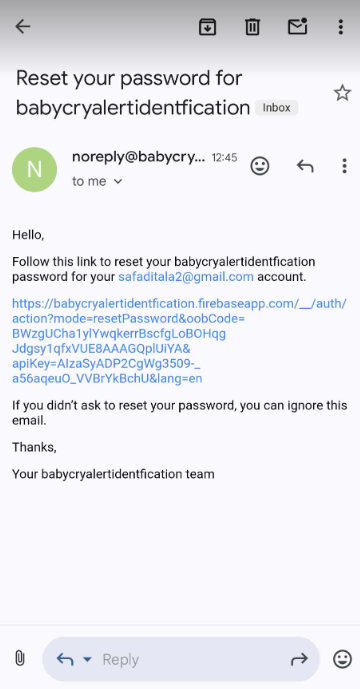 Reset your password for
babycryalertidentfication Inbox
N
noreply@babycry... 12:45
to me
Hello,
Follow this link to reset your babycryalertidentfication
password for your safaditala2@gmail.com account.
https://babycryalertidentfication.firebaseapp.com/__/auth/
action?mode=resetPassword&oobCode=
BWzgUCha1ylYwqkerrBscfgLoBOHqg
Jdgsy1qfxVUE8AAAGQplUiYA&
apiKey=AIzaSyADP2CgWg3509-_
a56aqeuO_VVBrYkBchU&lang=en
If you didn't ask to reset your password, you can ignore this
email.
Thanks,
Your babycryalertidentfication team
Reply